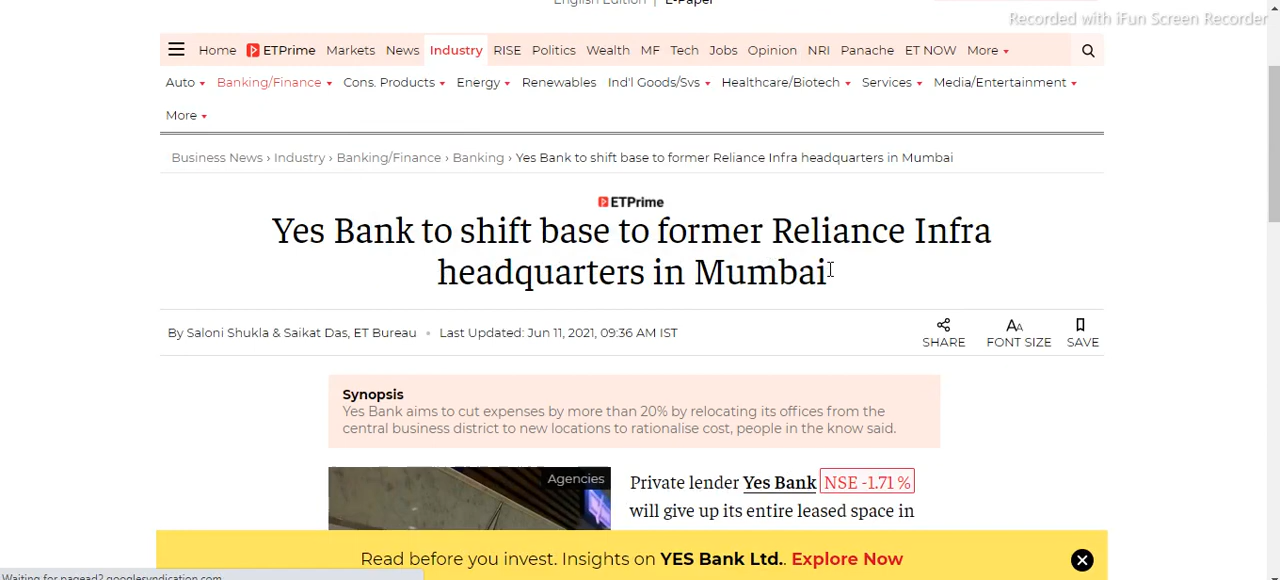 English Edition | E-Paper
Recorded with iFun Screen Recorder
Home ETPrime Markets News Industry RISE Politics Wealth MF Tech Jobs Opinion NRI Panache ET NOW More
Auto Banking/Finance Cons. Products Energy Renewables Ind'l Goods/Svs Healthcare/Biotech Services Media/Entertainment
More
Business News › Industry › Banking/Finance › Banking › Yes Bank to shift base to former Reliance Infra headquarters in Mumbai
ETPrime
Yes Bank to shift base to former Reliance Infra
headquarters in Mumbai
By Saloni Shukla & Saikat Das, ET Bureau • Last Updated: Jun 11, 2021, 09:36 AM IST
SHARE
AA FONT SIZE
SAVE
Synopsis
Yes Bank aims to cut expenses by more than 20% by relocating its offices from the
central business district to new locations to rationalise cost, people in the know said.
Agencies
Private lender Yes Bank NSE -1.71 %
will give up its entire leased space in
Read before you invest. Insights on YES Bank Ltd.. Explore Now
Waiting for pagead2.googlesyndication.com